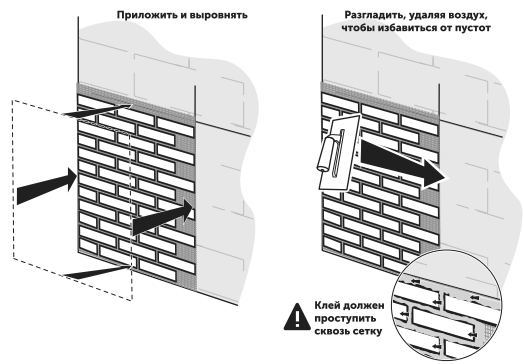 Приложить и выровнять
Разгладить, удаляя воздух,
чтобы избавиться от пустот
Клей должен
проступить
сквозь сетку